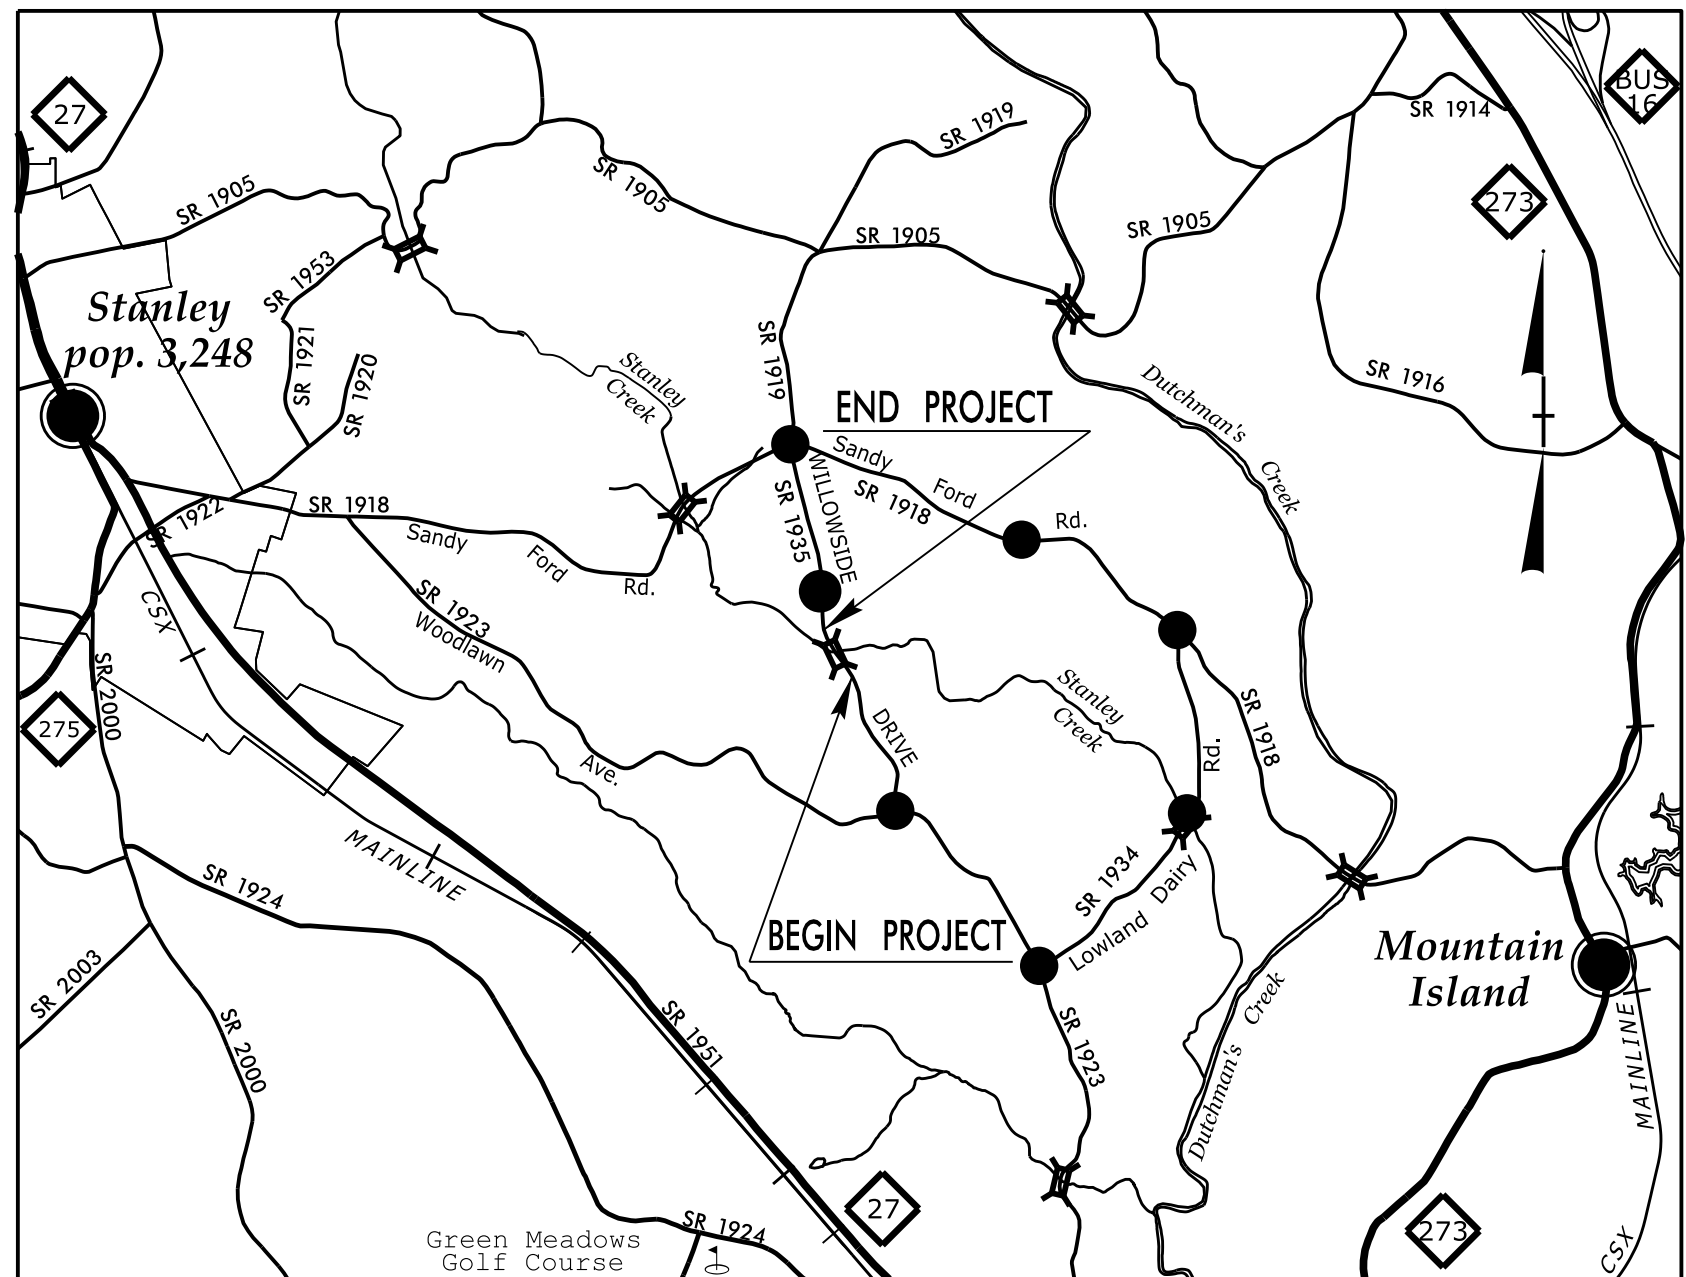 27
BUS
16
SR 1919
SR 1914
SR 1905
SR 1905
273
SR 1905
SR 1905
SR 1953
Stanley
pop. 3,248
SR 1921
SR 1920
SR 1919
Stanley
Creek
SR 1916
Dutchman's
Creek
END PROJECT
Sandy
Ford
Rd.
SR 1918
WILLOWSIDE
SR 1935
SR 1922
SR 1918
Sandy
Ford
Rd.
CSX
SR 1923
Woodlawn
Ave.
SR 2000
275
Stanley
Creek
DRIVE
SR 1918
Rd.
MAINLINE
SR 1924
SR 1934
Lowland Dairy
BEGIN PROJECT
Mountain
Island
SR 2003
SR 2000
SR 1951
SR 1923
Creek
Dutchman's
MAINLINE
CSX
27
273
SR 1924
Green Meadows
Golf Course